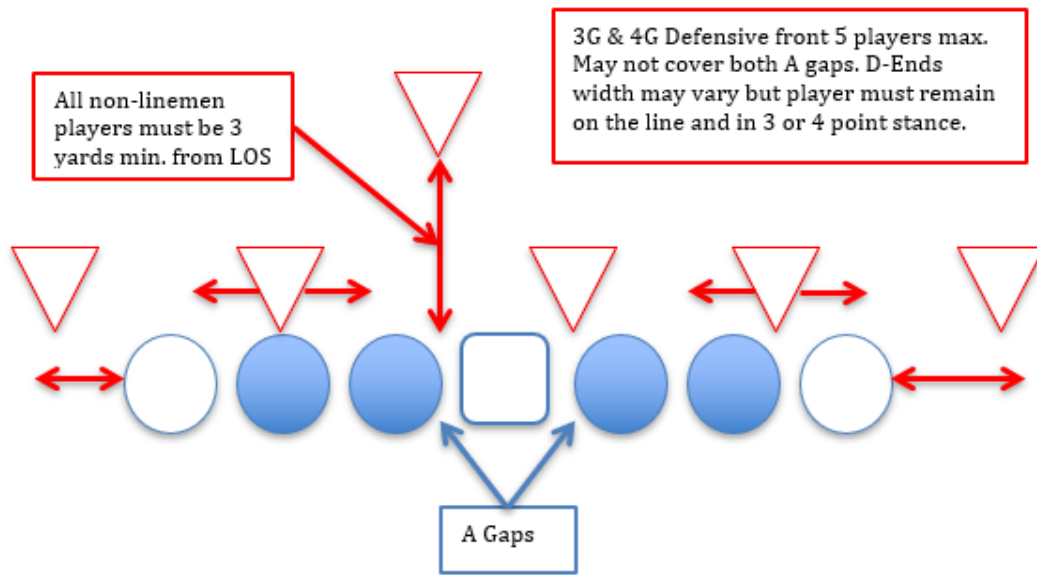 All non-linemen
players must be 3
yards min. from LOS
3G & 4G Defensive front 5 players max.
May not cover both A gaps. D-Ends
width may vary but player must remain
on the line and in 3 or 4 point stance.
A Gaps